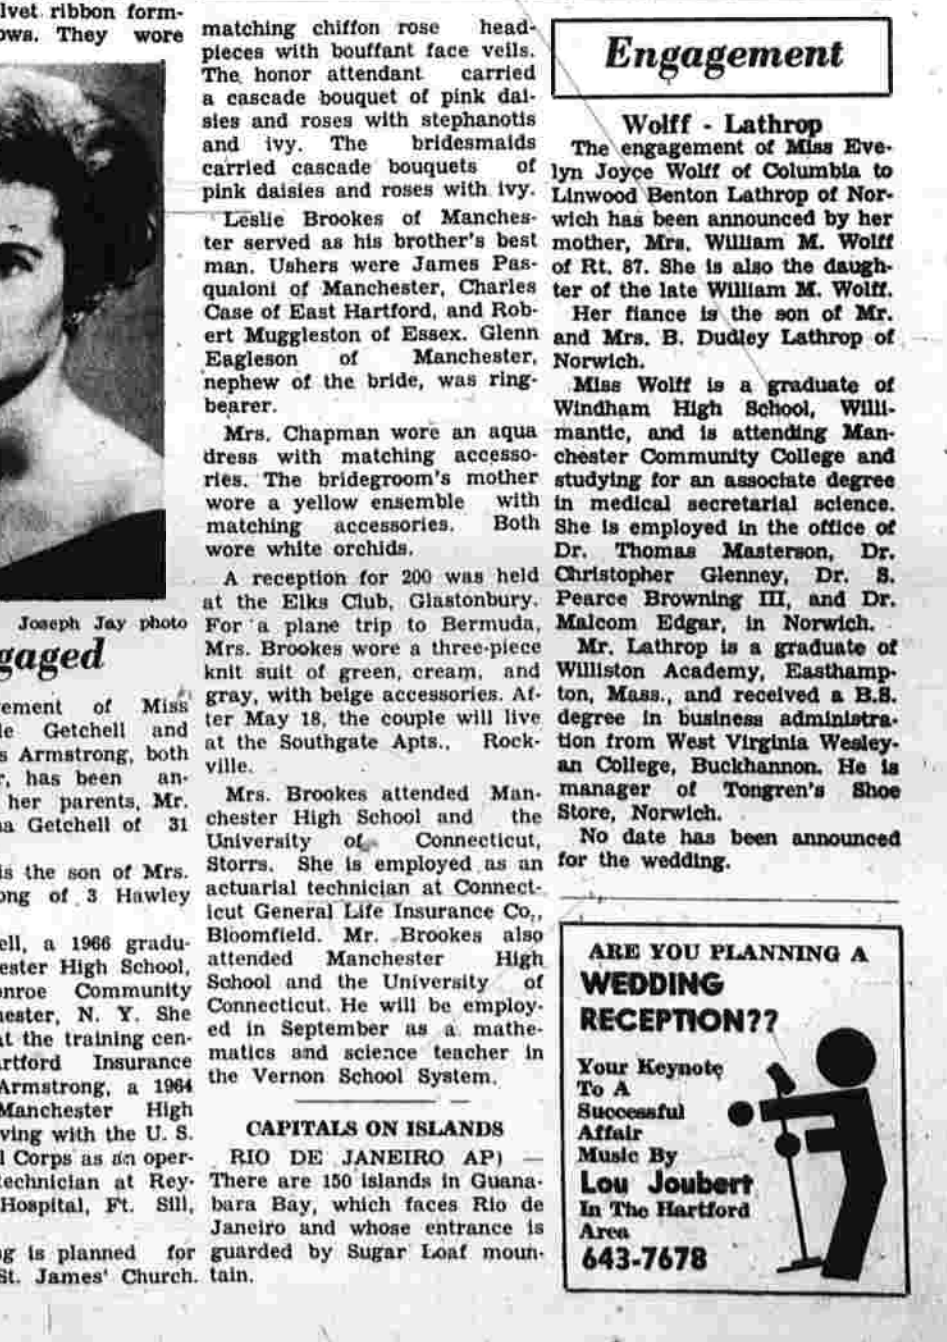 lvet ribbon form-
ows. They wore
Joseph Jay photo
gaged
ement of Miss
le Getchell and
s Armstrong, both
r, has been an-
her parents, Mr.
na Getchell of 31
is the son of Mrs.
ong of 3 Hawley
ell, a 1966 gradu-
ester High School,
onroe Community
hester, N. Y. She
at the training cen-
artford Insurance
Armstrong, a 1964
Manchester High
ving with the U. S.
l Corps as an oper-
technician at Rey-
Hospital, Ft. Sill,
ng is planned for
St. James' Church.
matching chiffon rose head-
pieces with bouffant face veils.
The honor attendant carried
a cascade bouquet of pink dai-
sies and roses with stephanotis
and ivy. The bridesmaids
carried cascade bouquets of
pink daisies and roses with ivy.
Leslie Brookes of Manches-
ter served as his brother's best
man. Ushers were James Pas-
qualoni of Manchester, Charles
Case of East Hartford, and Rob-
ert Muggleston of Essex. Glenn
Eagleson of Manchester,
nephew of the bride, was ring-
bearer.
Mrs. Chapman wore an aqua
dress with matching accesso-
ries. The bridegroom's mother
wore a yellow ensemble with
matching accessories. Both
wore white orchids.
A reception for 200 was held
at the Elks Club, Glastonbury.
For a plane trip to Bermuda,
Mrs. Brookes wore a three-piece
knit suit of green, cream, and
gray, with beige accessories. Af-
ter May 18, the couple will live
at the Southgate Apts., Rock-
ville.
Mrs. Brookes attended Man-
chester High School and the
University of Connecticut,
Storrs. She is employed as an
actuarial technician at Connect-
icut General Life Insurance Co.,
Bloomfield. Mr. Brookes also
attended Manchester High
School and the University of
Connecticut. He will be employ-
ed in September as a mathe-
matics and science teacher in
the Vernon School System.
CAPITALS ON ISLANDS
RIO DE JANEIRO AP) —
There are 150 islands in Guana-
bara Bay, which faces Rio de
Janeiro and whose entrance is
guarded by Sugar Loaf moun-
tain.
Engagement
Wolff - Lathrop
The engagement of Miss Eve-
lyn Joyce Wolff of Columbia to
Linwood Benton Lathrop of Nor-
wich has been announced by her
mother, Mrs. William M. Wolff
of Rt. 87. She is also the daugh-
ter of the late William M. Wolff.
Her fiance is the son of Mr.
and Mrs. B. Dudley Lathrop of
Norwich.
Miss Wolff is a graduate of
Windham High School, Willi-
mantic, and is attending Man-
chester Community College and
studying for an associate degree
in medical secretarial science.
She is employed in the office of
Dr. Thomas Masterson, Dr.
Christopher Glenney, Dr. S.
Pearce Browning III, and Dr.
Malcom Edgar, in Norwich.
Mr. Lathrop is a graduate of
Williston Academy, Easthamp-
ton, Mass., and received a B.S.
degree in business administra-
tion from West Virginia Wesley-
an College, Buckhannon. He is
manager of Tongren's Shoe
Store, Norwich.
No date has been announced
for the wedding.
ARE YOU PLANNING A
WEDDING
RECEPTION??
Your Keynote
To A
Successful
Affair
Music By
Lou Joubert
In The Hartford
Area
643-7678